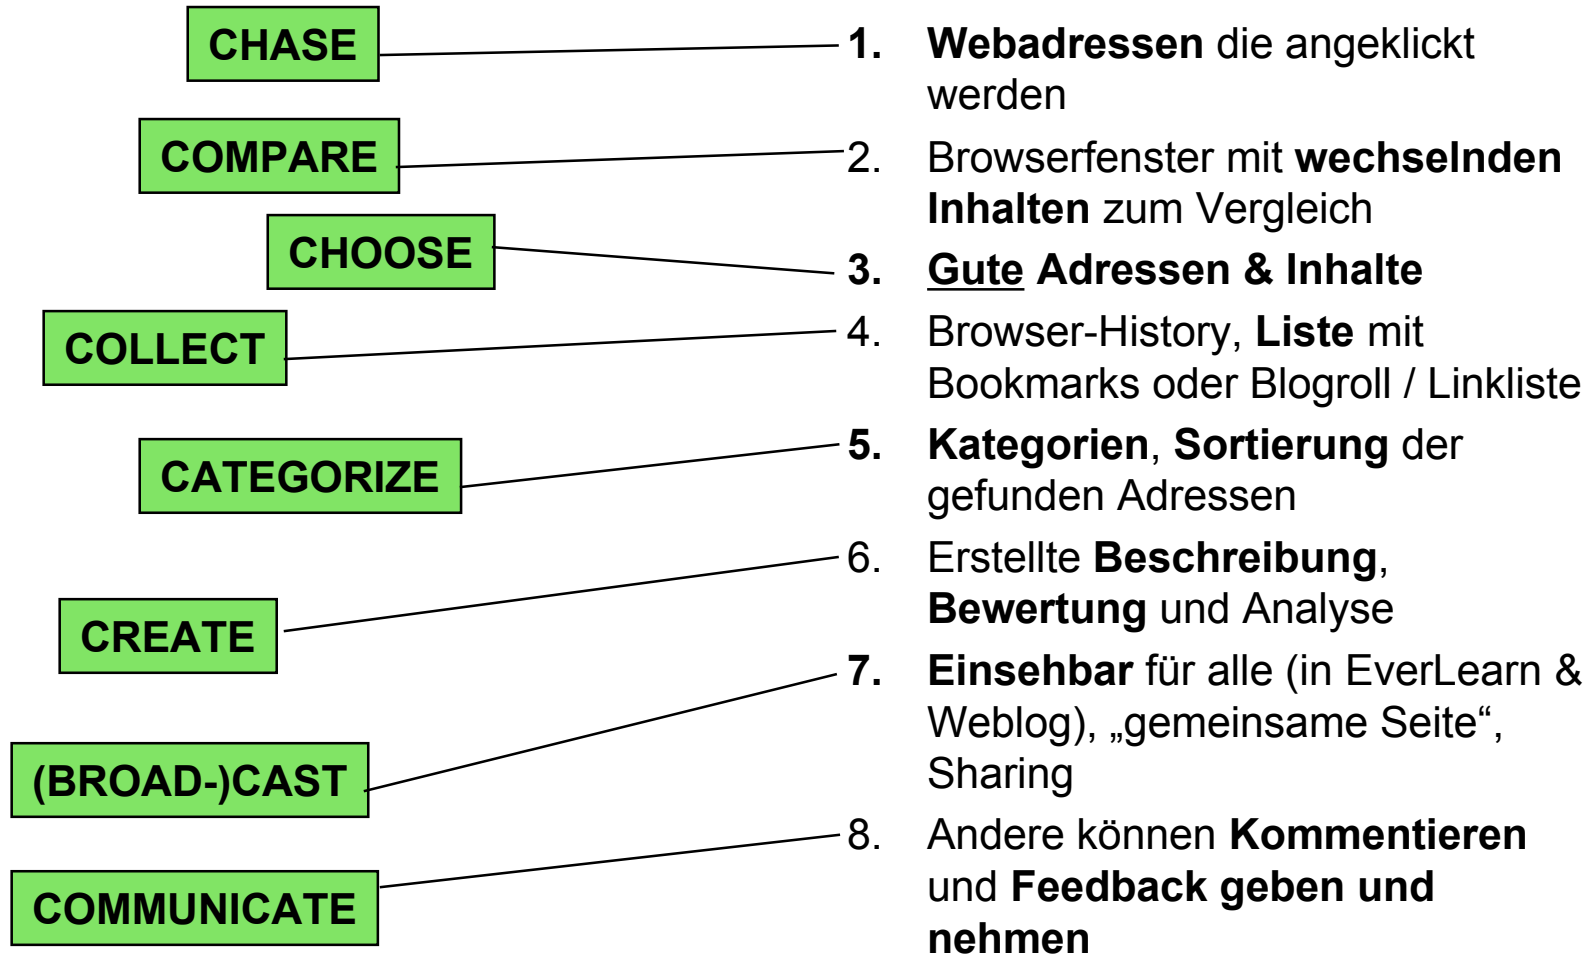 CHASE
1. Webadressen die angeklickt
werden
COMPARE
2. Browserfenster mit wechselnden
Inhalten zum Vergleich
CHOOSE
3. Gute Adressen & Inhalte
COLLECT
4. Browser-History, Liste mit
Bookmarks oder Blogroll / Linkliste
CATEGORIZE
5. Kategorien, Sortierung der
gefunden Adressen
CREATE
6. Erstellte Beschreibung,
Bewertung und Analyse
(BROAD-)CAST
7. Einsehbar für alle (in EverLearn &
Weblog), „gemeinsame Seite“,
Sharing
COMMUNICATE
8. Andere können Kommentieren
und Feedback geben und
nehmen